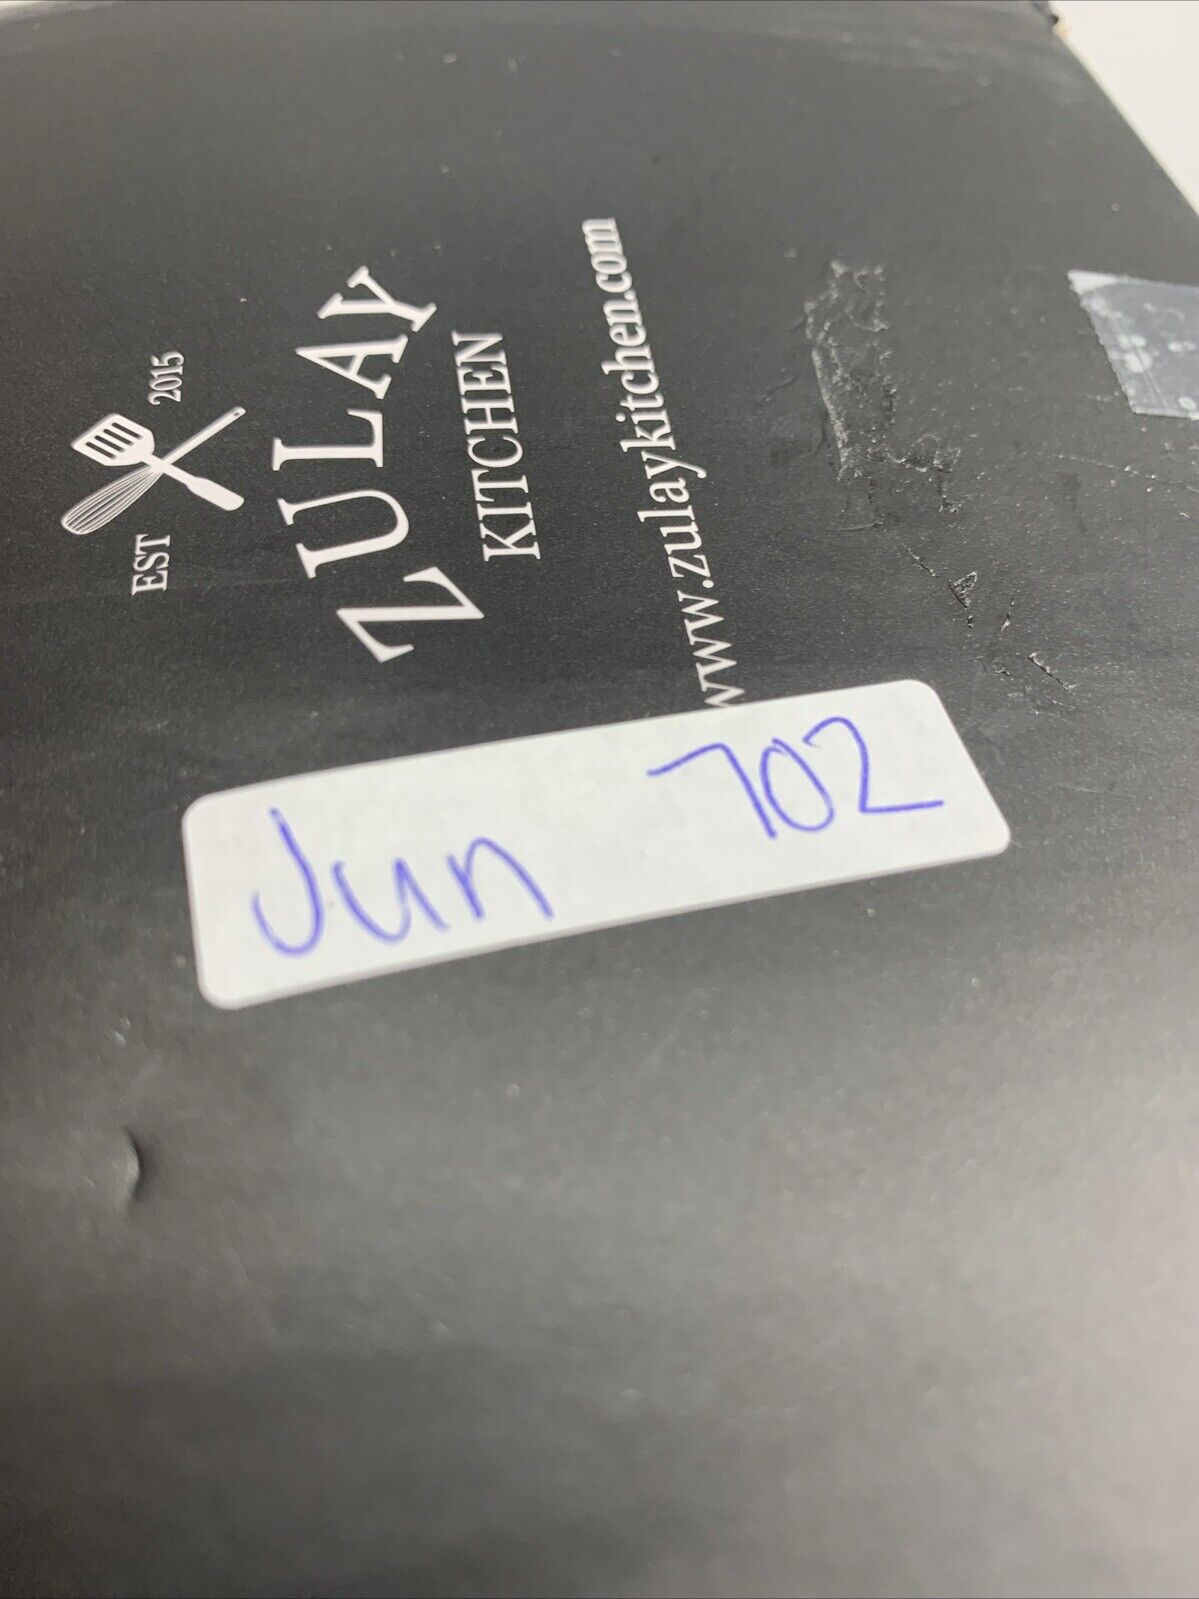 EST 2015
ZULAY
KITCHEN
www.zulaykitchen.com
Jun 702